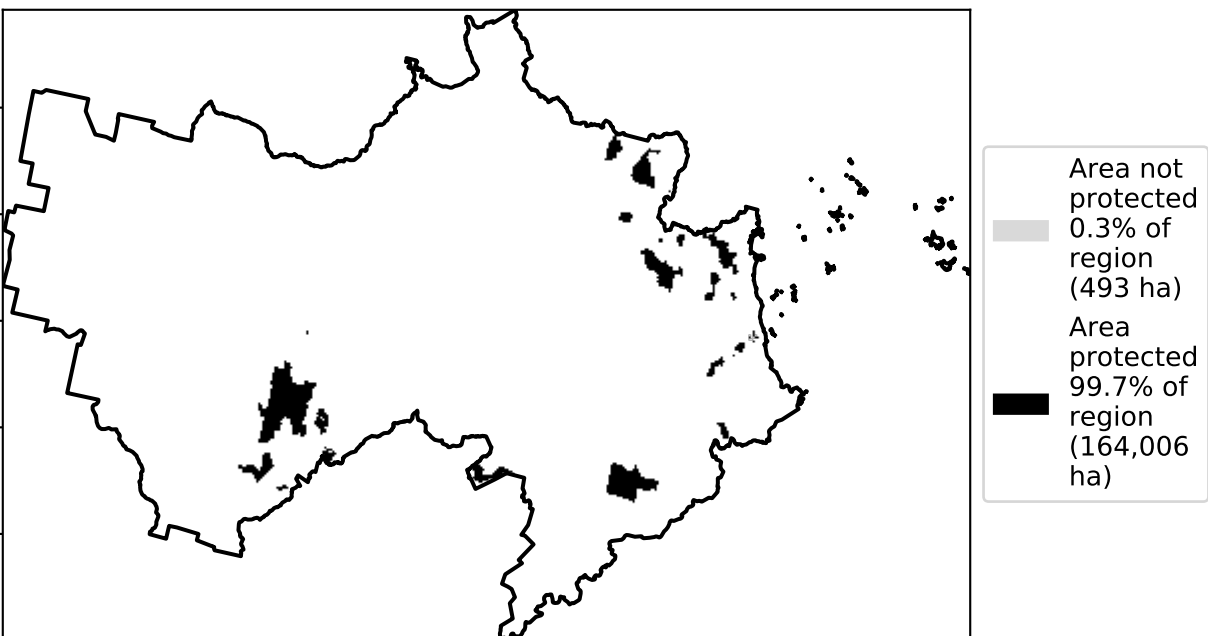 Area not
protected
0.3% of
region
(493 ha)
Area
protected
99.7% of
region
(164,006
ha)